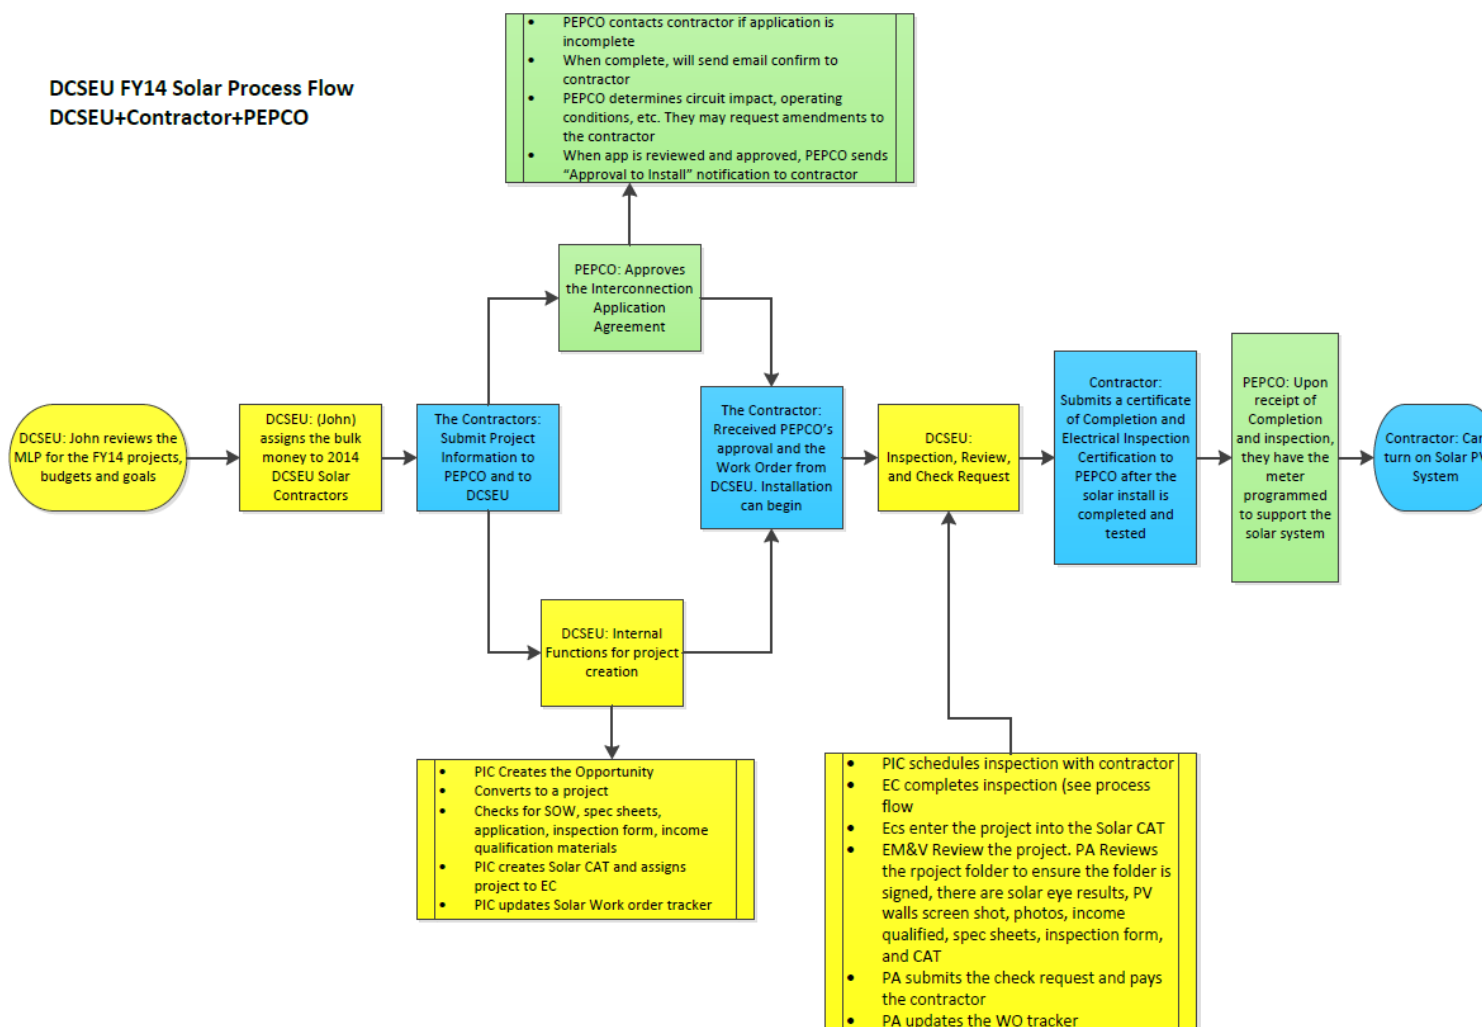 DCSEU FY14 Solar Process Flow
DCSEU+Contractor+PEPCO
• PEPCO contacts contractor if application is
incomplete
• When complete, will send email confirm to
contractor
• PEPCO determines circuit impact, operating
conditions, etc. They may request amendments to
the contractor
• When app is reviewed and approved, PEPCO sends
“Approval to Install” notification to contractor
PEPCO: Approves
the Interconnection
Application
Agreement
DCSEU: John reviews the
MLP for the FY14 projects,
budgets and goals
DCSEU: (John)
assigns the bulk
money to 2014
DCSEU Solar
Contractors
The Contractors:
Submit Project
Information to
PEPCO and to
DCSEU
The Contractor:
Rreceived PEPCO’s
approval and the
Work Order from
DCSEU. Installation
can begin
DCSEU:
Inspection, Review,
and Check Request
Contractor:
Submits a certificate
of Completion and
Electrical Inspection
Certification to
PEPCO after the
solar install is
completed and
tested
PEPCO: Upon
receipt of
Completion
and inspection,
they have the
meter
programmed
to support the
solar system
Contractor: Can
turn on Solar PV
System
DCSEU: Internal
Functions for project
creation
• PIC Creates the Opportunity
• Converts to a project
• Checks for SOW, spec sheets,
application, inspection form, income
qualification materials
• PIC creates Solar CAT and assigns
project to EC
• PIC updates Solar Work order tracker
• PIC schedules inspection with contractor
• EC completes inspection (see process
flow
• Ecs enter the project into the Solar CAT
• EM&V Review the project. PA Reviews
the rpoject folder to ensure the folder is
signed, there are solar eye results, PV
walls screen shot, photos, income
qualified, spec sheets, inspection form,
and CAT
• PA submits the check request and pays
the contractor
• PA updates the WO tracker